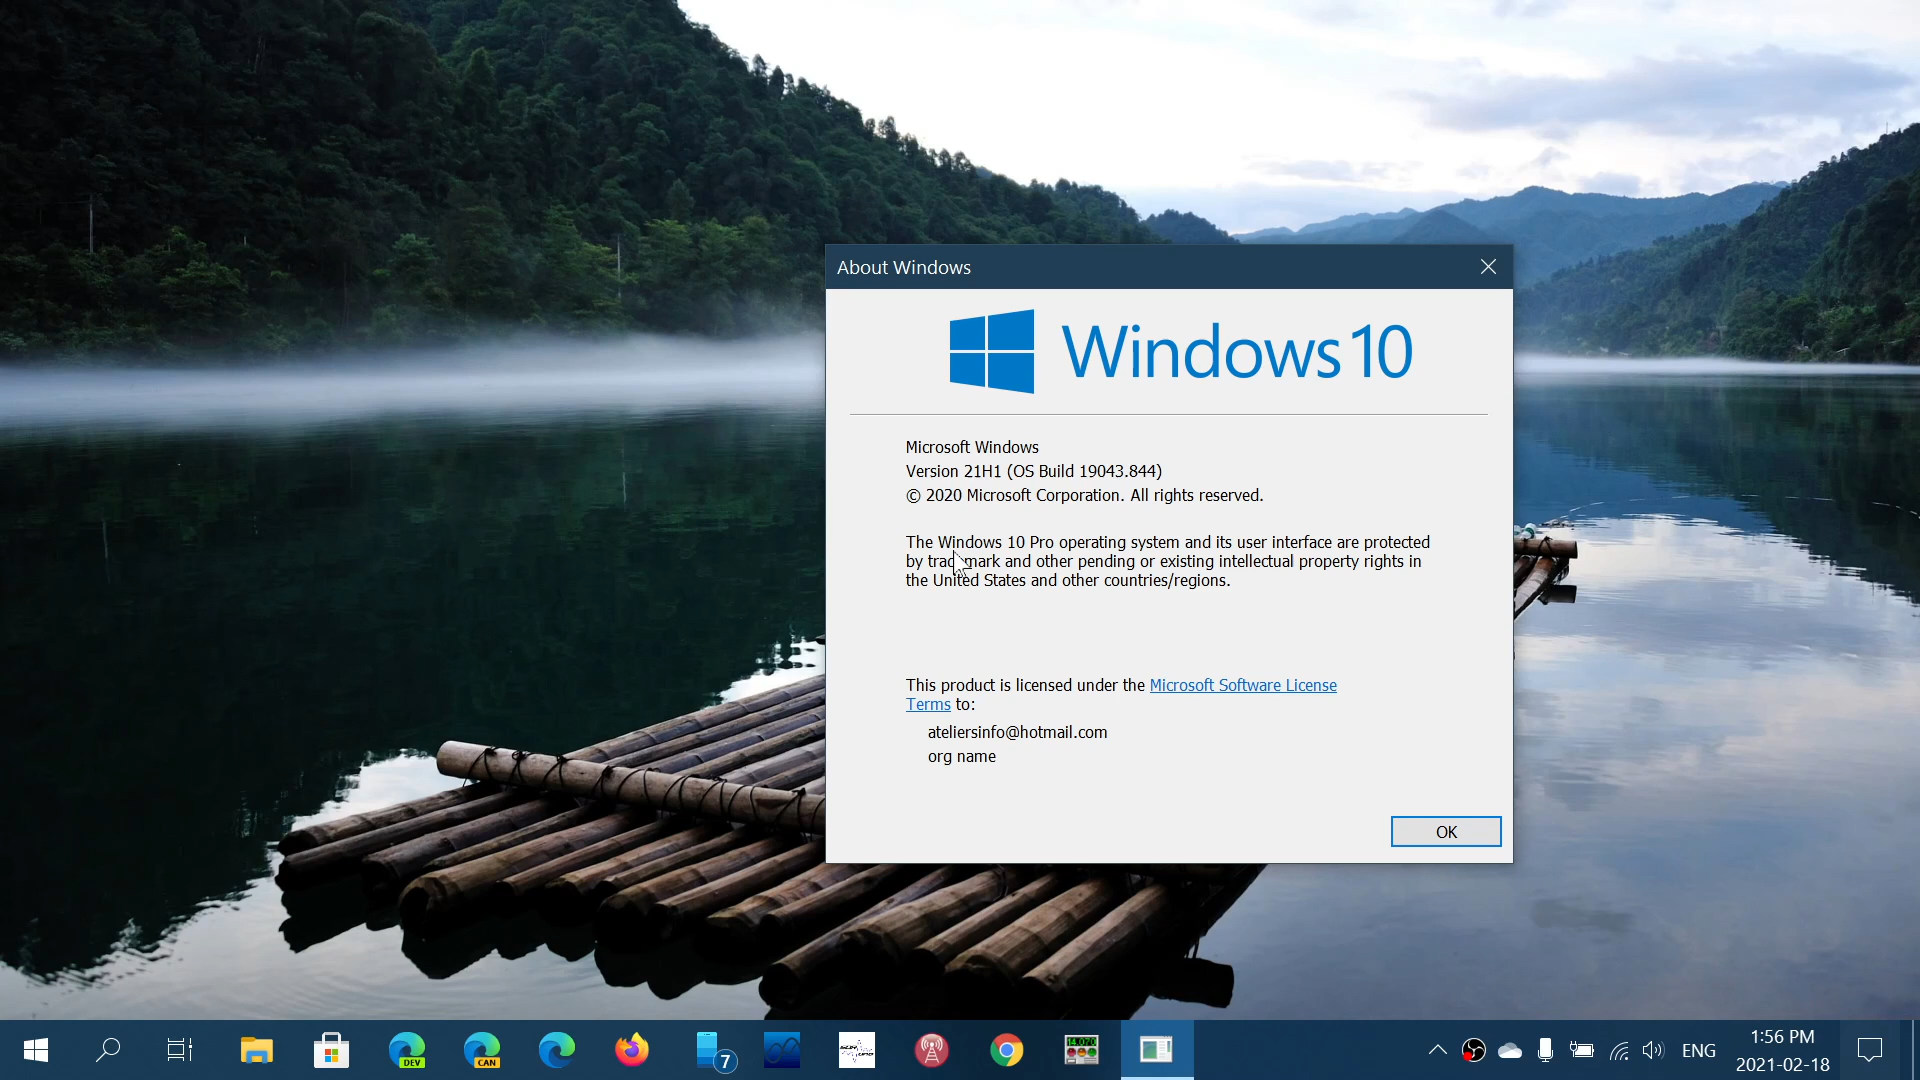 About Windows
Windows 10
Microsoft Windows
Version 21H1 (OS Build 19043.844)
© 2020 Microsoft Corporation. All rights reserved.
The Windows 10 Pro operating system and its user interface are protected
by trademark and other pending or existing intellectual property rights in
the United States and other countries/regions.
This product is licensed under the Microsoft Software License
Terms to:
ateliersinfo@hotmail.com
org name
OK
DEV
CAN
7
14.070
ENG
1:56 PM
2021-02-18